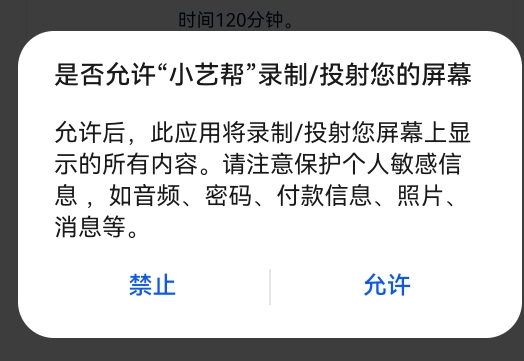 时间120分钟。
是否允许“小艺帮”录制/投射您的屏幕
允许后，此应用将录制/投射您屏幕上显
示的所有内容。请注意保护个人敏感信
息 ，如音频、密码、付款信息、照片、
消息等。
禁止
允许